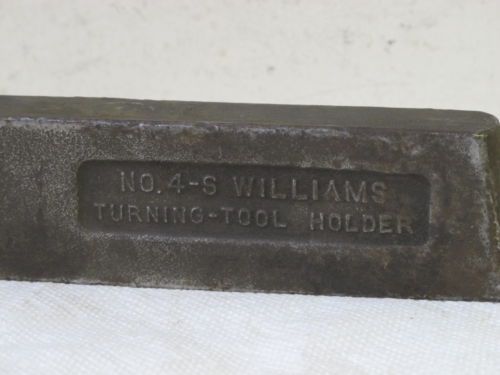 NO. 4-S WILLIAMS
TURNING-TOOL HOLDER